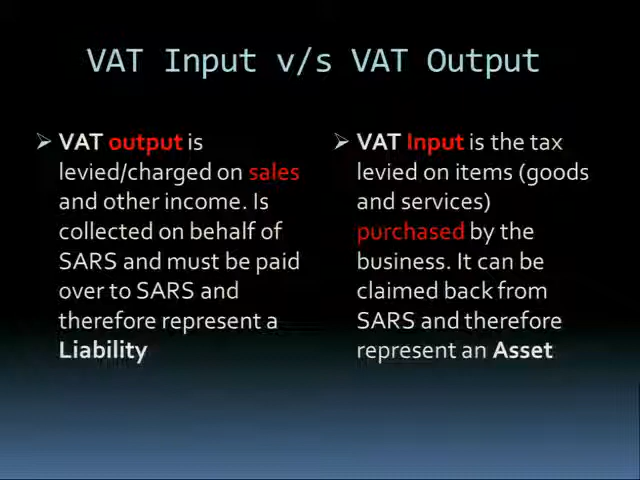 VAT Input v/s VAT Output
➢ VAT output is
levied/charged on sales
and other income. Is
collected on behalf of
SARS and must be paid
over to SARS and
therefore represent a
Liability
➢ VAT Input is the tax
levied on items (goods
and services)
purchased by the
business. It can be
claimed back from
SARS and therefore
represent an Asset